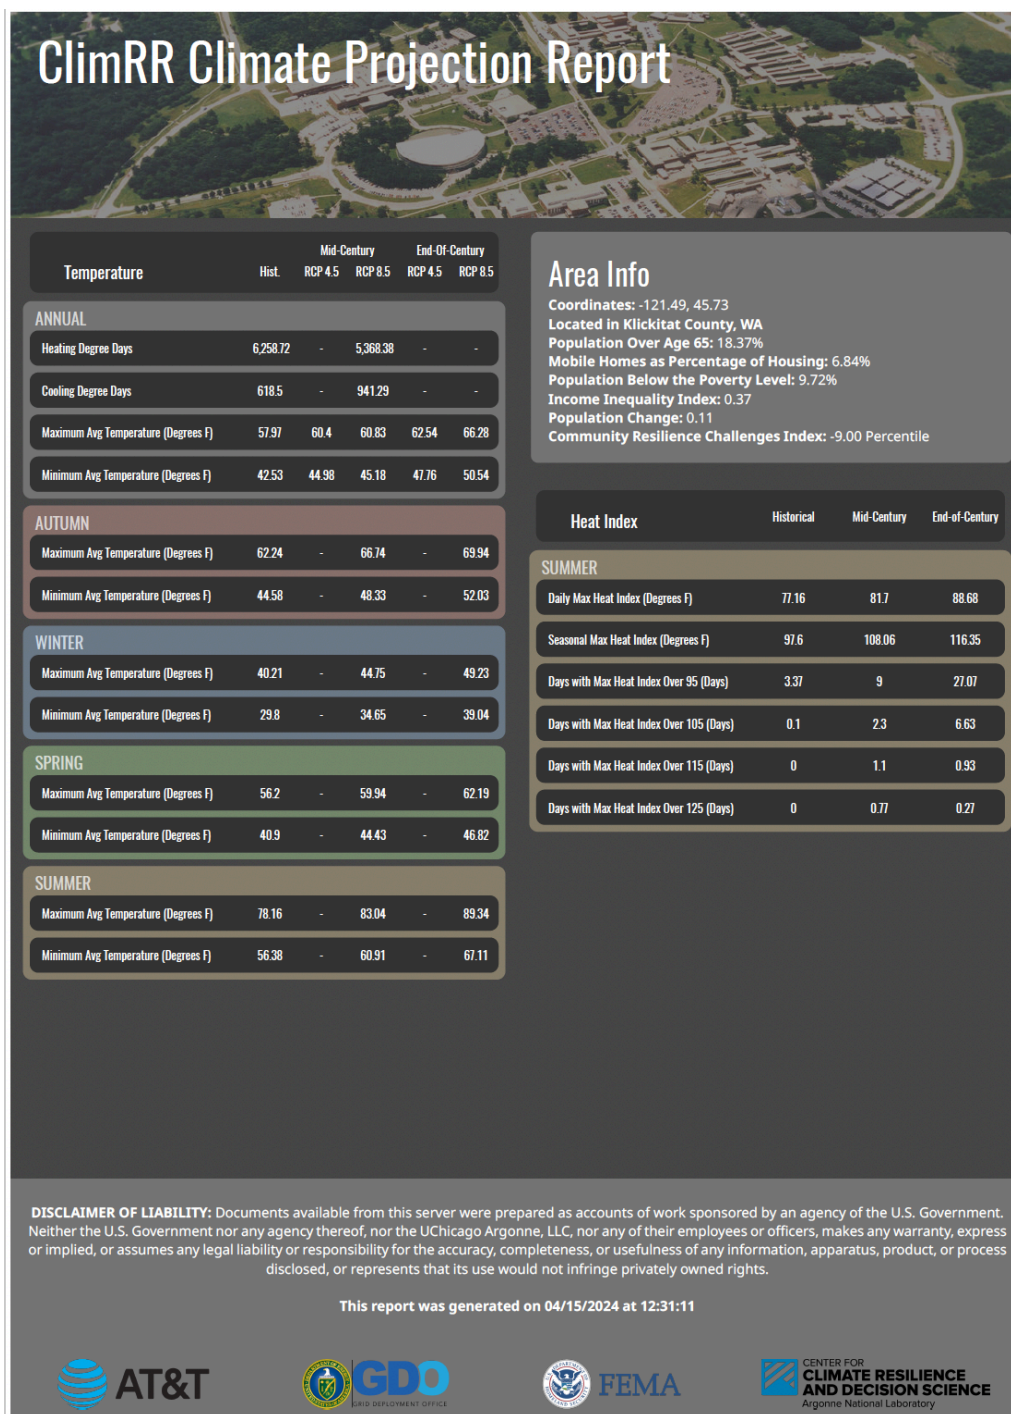 ClimRR Climate Projection Report
Mid-Century End-Of-Century
Temperature Hist. RCP 4.5 RCP 8.5 RCP 4.5 RCP 8.5
ANNUAL
Heating Degree Days 6,258.72 - 5,368.38 - -
Cooling Degree Days 618.5 - 941.29 - -
Maximum Avg Temperature (Degrees F) 57.97 60.4 60.83 62.54 66.28
Minimum Avg Temperature (Degrees F) 42.53 44.98 45.18 47.76 50.54
AUTUMN
Maximum Avg Temperature (Degrees F) 62.24 - 66.74 - 69.94
Minimum Avg Temperature (Degrees F) 44.58 - 48.33 - 52.03
WINTER
Maximum Avg Temperature (Degrees F) 40.21 - 44.75 - 49.23
Minimum Avg Temperature (Degrees F) 29.8 - 34.65 - 39.04
SPRING
Maximum Avg Temperature (Degrees F) 56.2 - 59.94 - 62.19
Minimum Avg Temperature (Degrees F) 40.9 - 44.43 - 46.82
SUMMER
Maximum Avg Temperature (Degrees F) 78.16 - 83.04 - 89.34
Minimum Avg Temperature (Degrees F) 56.38 - 60.91 - 67.11
Area Info
Coordinates: -121.49, 45.73
Located in Klickitat County, WA
Population Over Age 65: 18.37%
Mobile Homes as Percentage of Housing: 6.84%
Population Below the Poverty Level: 9.72%
Income Inequality Index: 0.37
Population Change: 0.11
Community Resilience Challenges Index: -9.00 Percentile
Heat Index Historical Mid-Century End-of-Century
SUMMER
Daily Max Heat Index (Degrees F) 77.16 81.7 88.68
Seasonal Max Heat Index (Degrees F) 97.6 108.06 116.35
Days with Max Heat Index Over 95 (Days) 3.37 9 27.07
Days with Max Heat Index Over 105 (Days) 0.1 2.3 6.63
Days with Max Heat Index Over 115 (Days) 0 1.1 0.93
Days with Max Heat Index Over 125 (Days) 0 0.77 0.27
DISCLAIMER OF LIABILITY: Documents available from this server were prepared as accounts of work sponsored by an agency of the U.S. Government.
Neither the U.S. Government nor any agency thereof, nor the UChicago Argonne, LLC, nor any of their employees or officers, makes any warranty, express
or implied, or assumes any legal liability or responsibility for the accuracy, completeness, or usefulness of any information, apparatus, product, or process
disclosed, or represents that its use would not infringe privately owned rights.
This report was generated on 04/15/2024 at 12:31:11
AT&T
GDO
GRID DEPLOYMENT OFFICE
FEMA
CENTER FOR
CLIMATE RESILIENCE
AND DECISION SCIENCE
Argonne National Laboratory